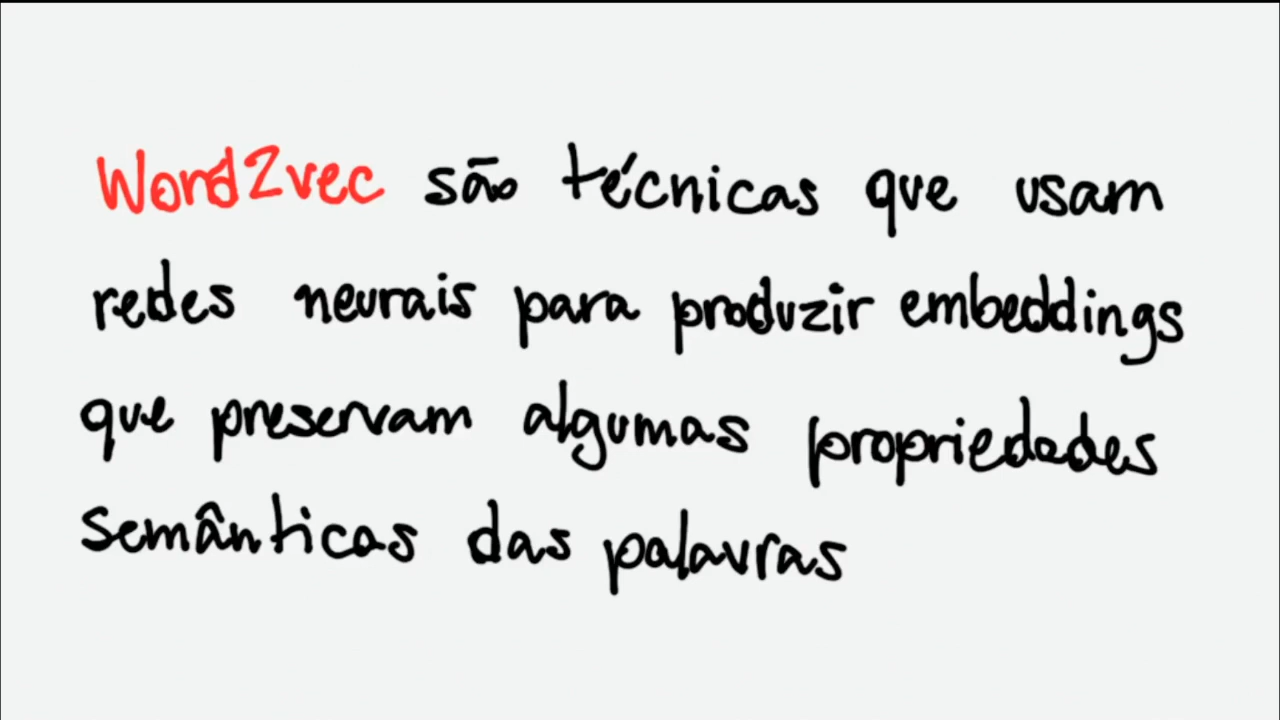 Word2vec são técnicas que usam
redes neurais para produzir embeddings
que preservam algumas propriedades
semânticas das palavras